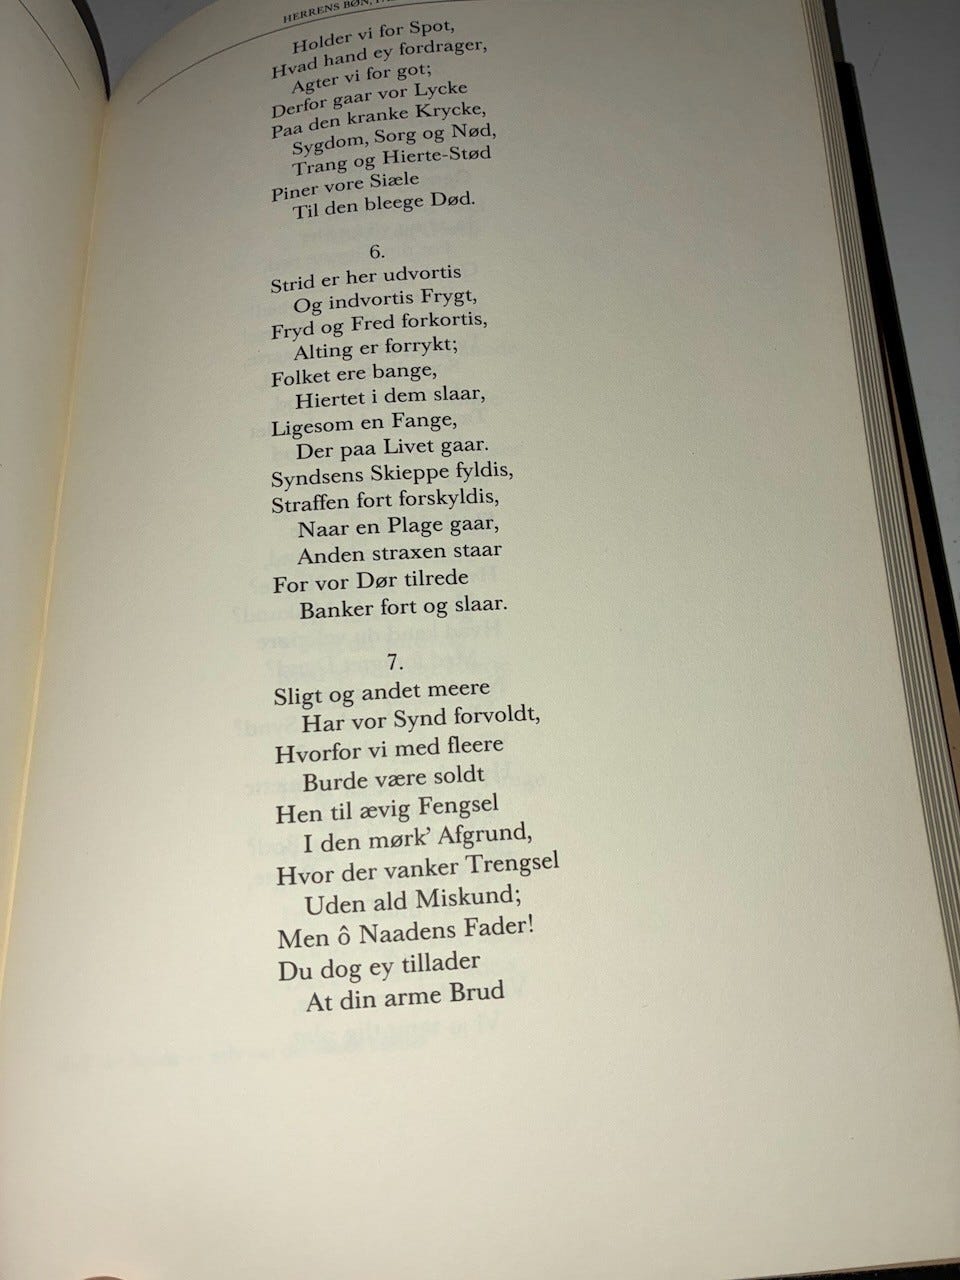 HERRENS BØN,
Holder vi for Spot,
Hvad hand ey fordrager,
Agter vi for got;
Derfor gaar vor Lycke
Paa den kranke Krycke,
Sygdom, Sorg og Nød,
Trang og Hierte-Stød
Piner vore Siæle
Til den bleege Død.
6.
Strid er her udvortis
Og indvortis Frygt,
Fryd og Fred forkortis,
Alting er forrykt;
Folket ere bange,
Hiertet i dem slaar,
Ligesom en Fange,
Der paa Livet gaar.
Syndsens Skieppe fyldis,
Straffen fort forskyldis,
Naar en Plage gaar,
Anden straxen staar
For vor Dør tilrede
Banker fort og slaar.
7.
Sligt og andet meere
Har vor Synd forvoldt,
Hvorfor vi med fleere
Burde være soldt
Hen til ævig Fengsel
I den mørk’ Afgrund,
Hvor der vanker Trengsel
Uden ald Miskund;
Men ô Naadens Fader!
Du dog ey tillader
At din arme Brud